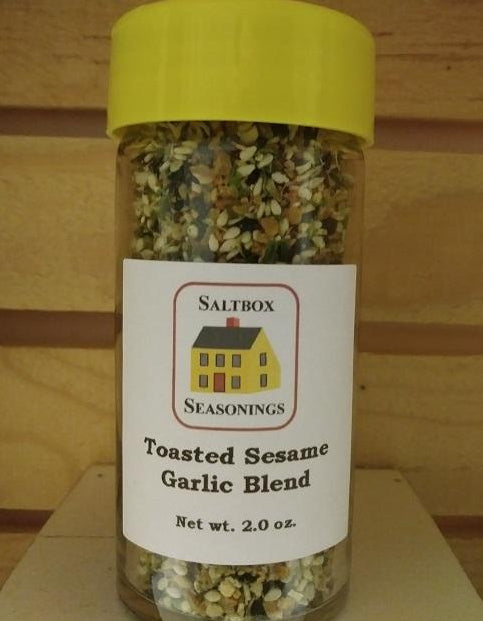 SALTBOX
SEASONINGS
Toasted Sesame
Garlic Blend
Net wt. 2.0 oz.